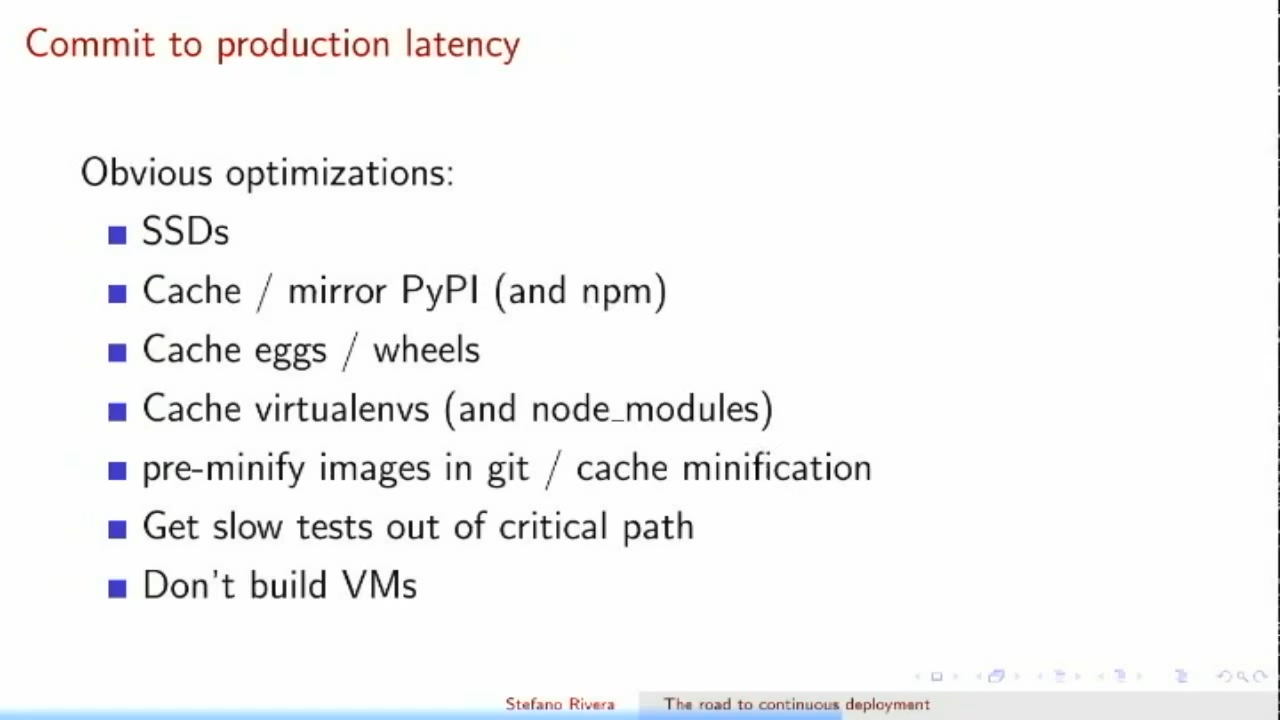 Commit to production latency
Obvious optimizations:
SSDs
Cache / mirror PyPI (and npm)
Cache eggs / wheels
Cache virtualenvs (and node_modules)
pre-minify images in git / cache minification
Get slow tests out of critical path
Don't build VMs
Stefano Rivera The road to continuous deployment